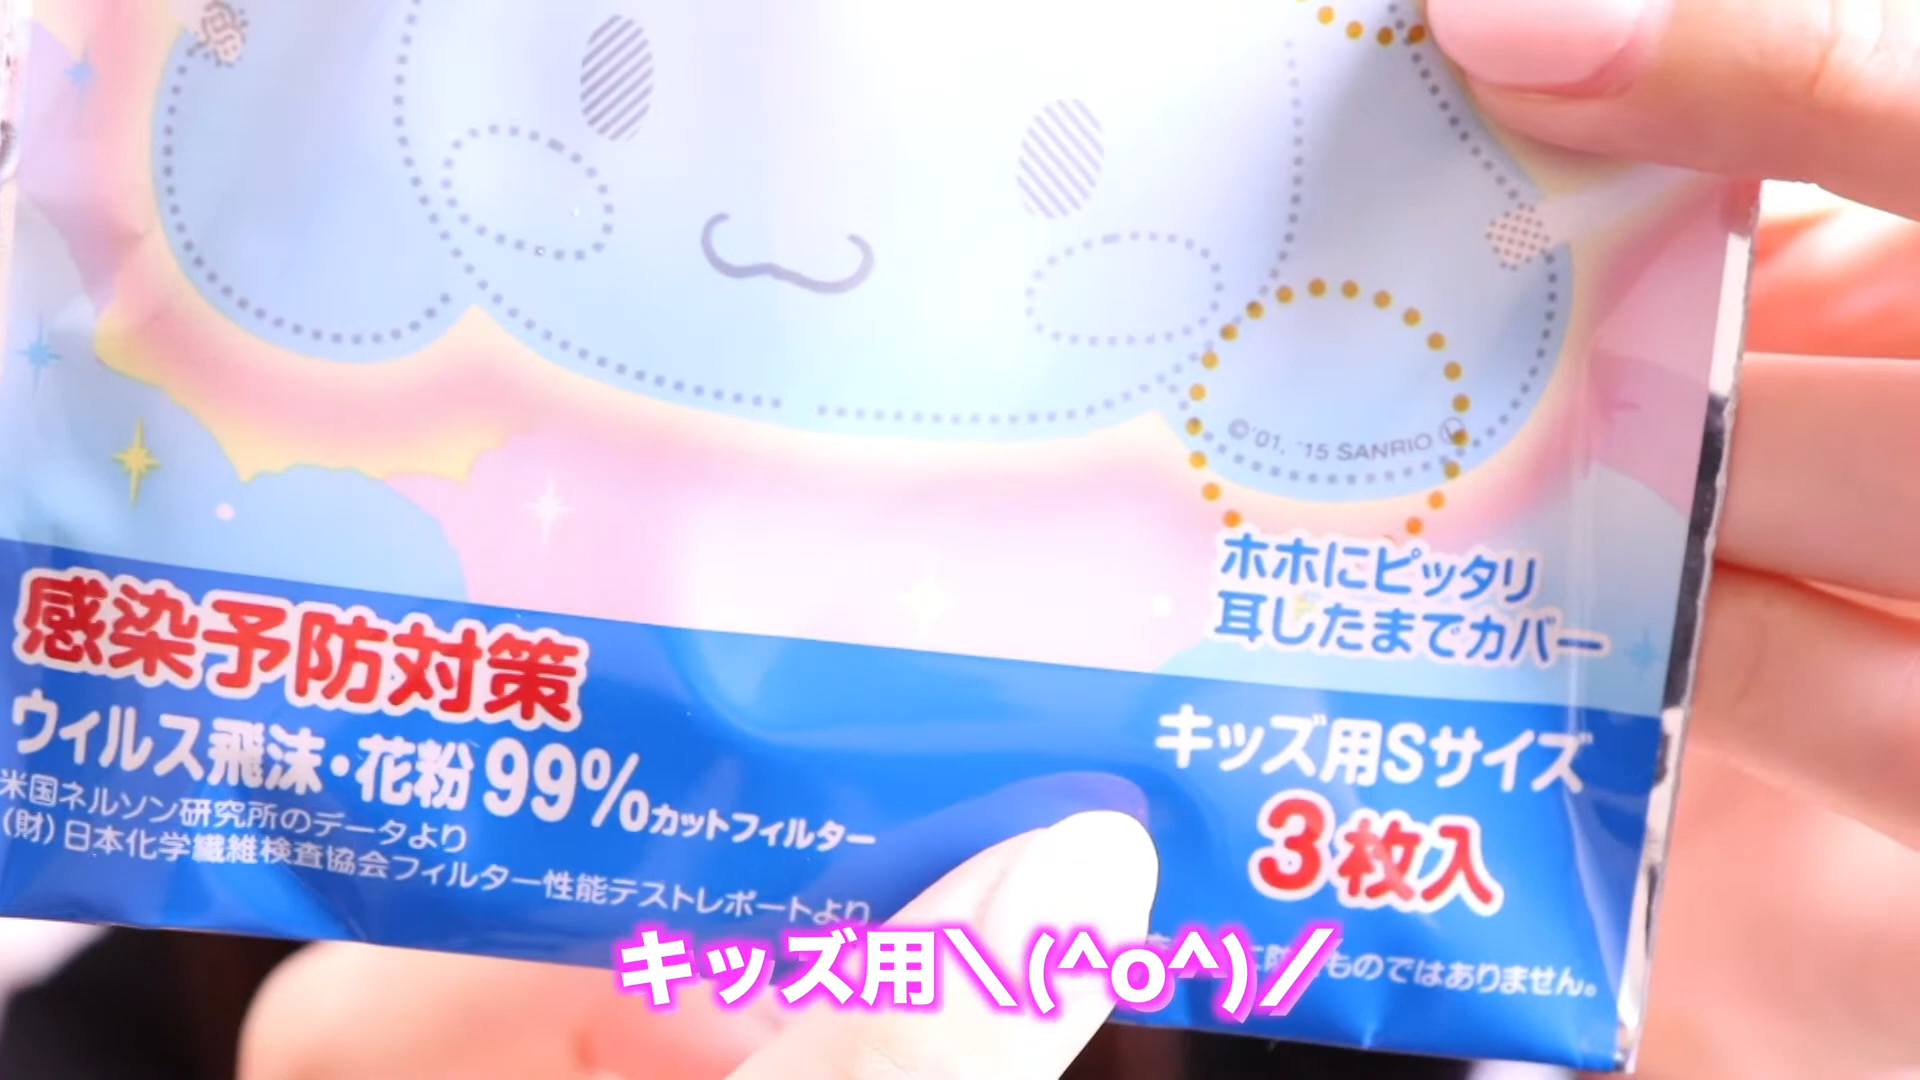 ©'01, '15 SANRIO Ⓛ
ホホにピッタリ
耳したまでカバー
感染予防対策
ウィルス飛沫・花粉99%カットフィルター
米国ネルソン研究所のデータより
(財)日本化学繊維検査協会フィルター性能テストレポートより
キッズ用Sサイズ
3枚入
ものではありません。
キッズ用＼(^o^)／